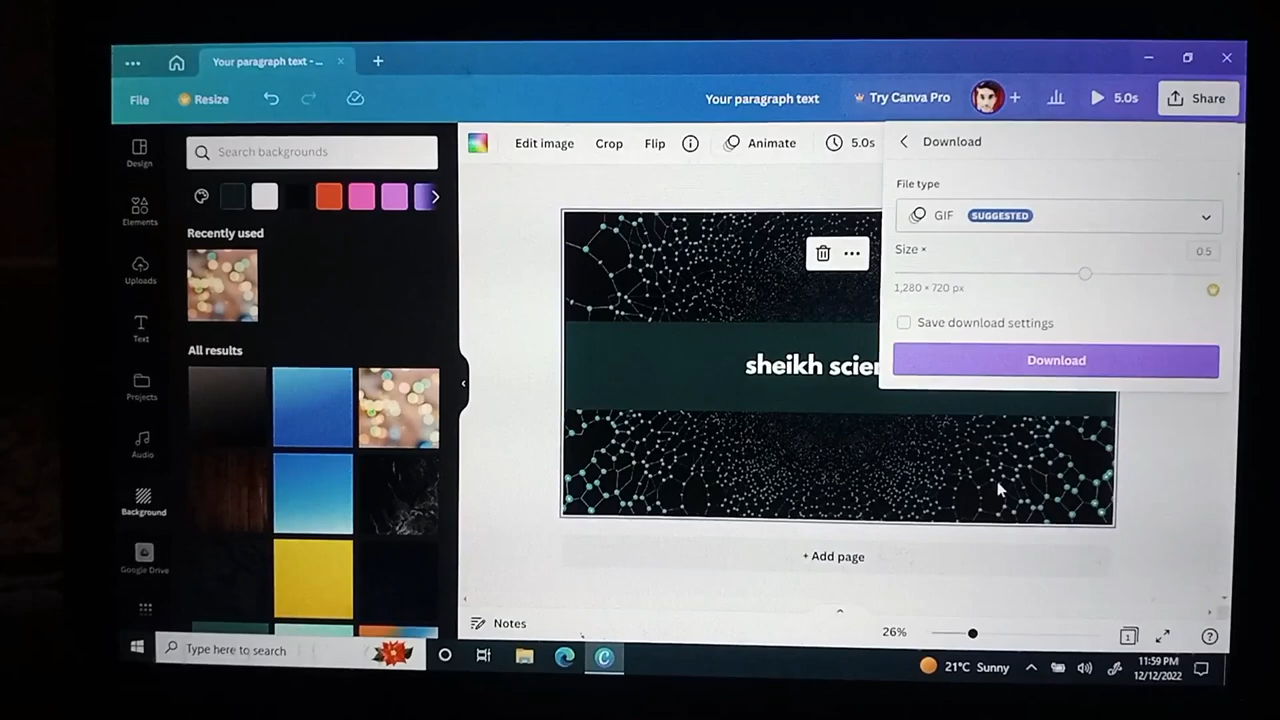 Your paragraph text - ...
File
Resize
Your paragraph text
Try Canva Pro
5.0s
Share
Design
Elements
Uploads
Text
Projects
Audio
Background
Google Drive
Search backgrounds
Recently used
All results
Edit image
Crop
Flip
Animate
5.0s
Download
File type
GIF
SUGGESTED
Size ×
0.5
1,280 × 720 px
Save download settings
Download
sheikh scien
+ Add page
Notes
26%
1
Type here to search
21°C Sunny
11:59 PM
12/12/2022